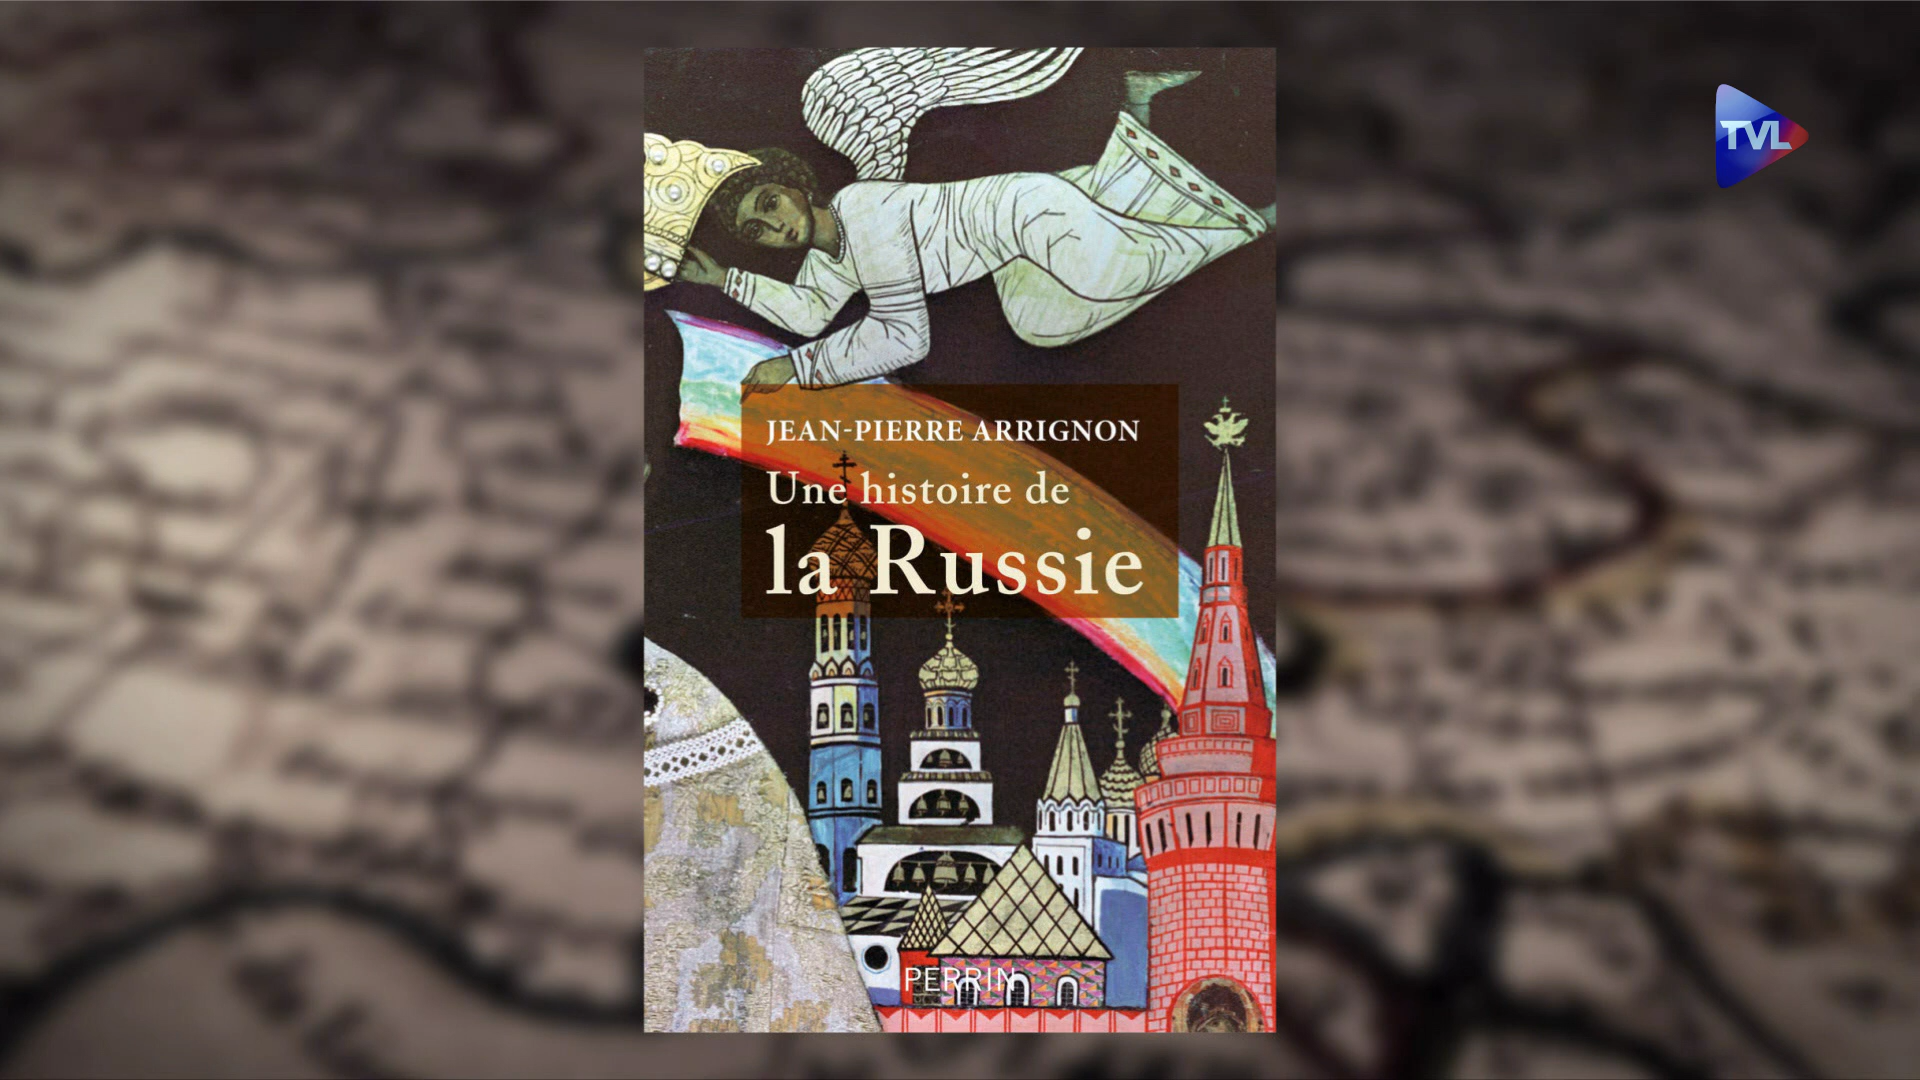 TVL
JEAN-PIERRE ARRIGNON
Une histoire de
la Russie
PERRIN